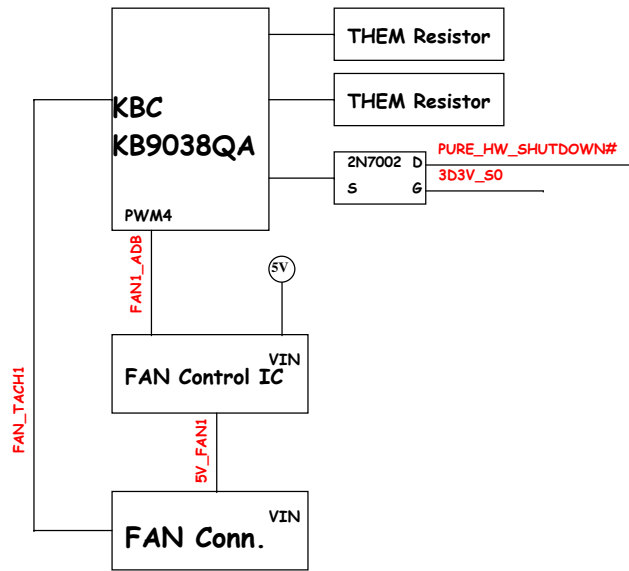 THEM Resistor
THEM Resistor
KBC
KB9038QA
PURE_HW_SHUTDOWN#
2N7002 D
3D3V_S0
S G
PWM4
FAN1_ADB
5V
VIN
FAN Control IC
FAN_TACH1
5V_FAN1
VIN
FAN Conn.